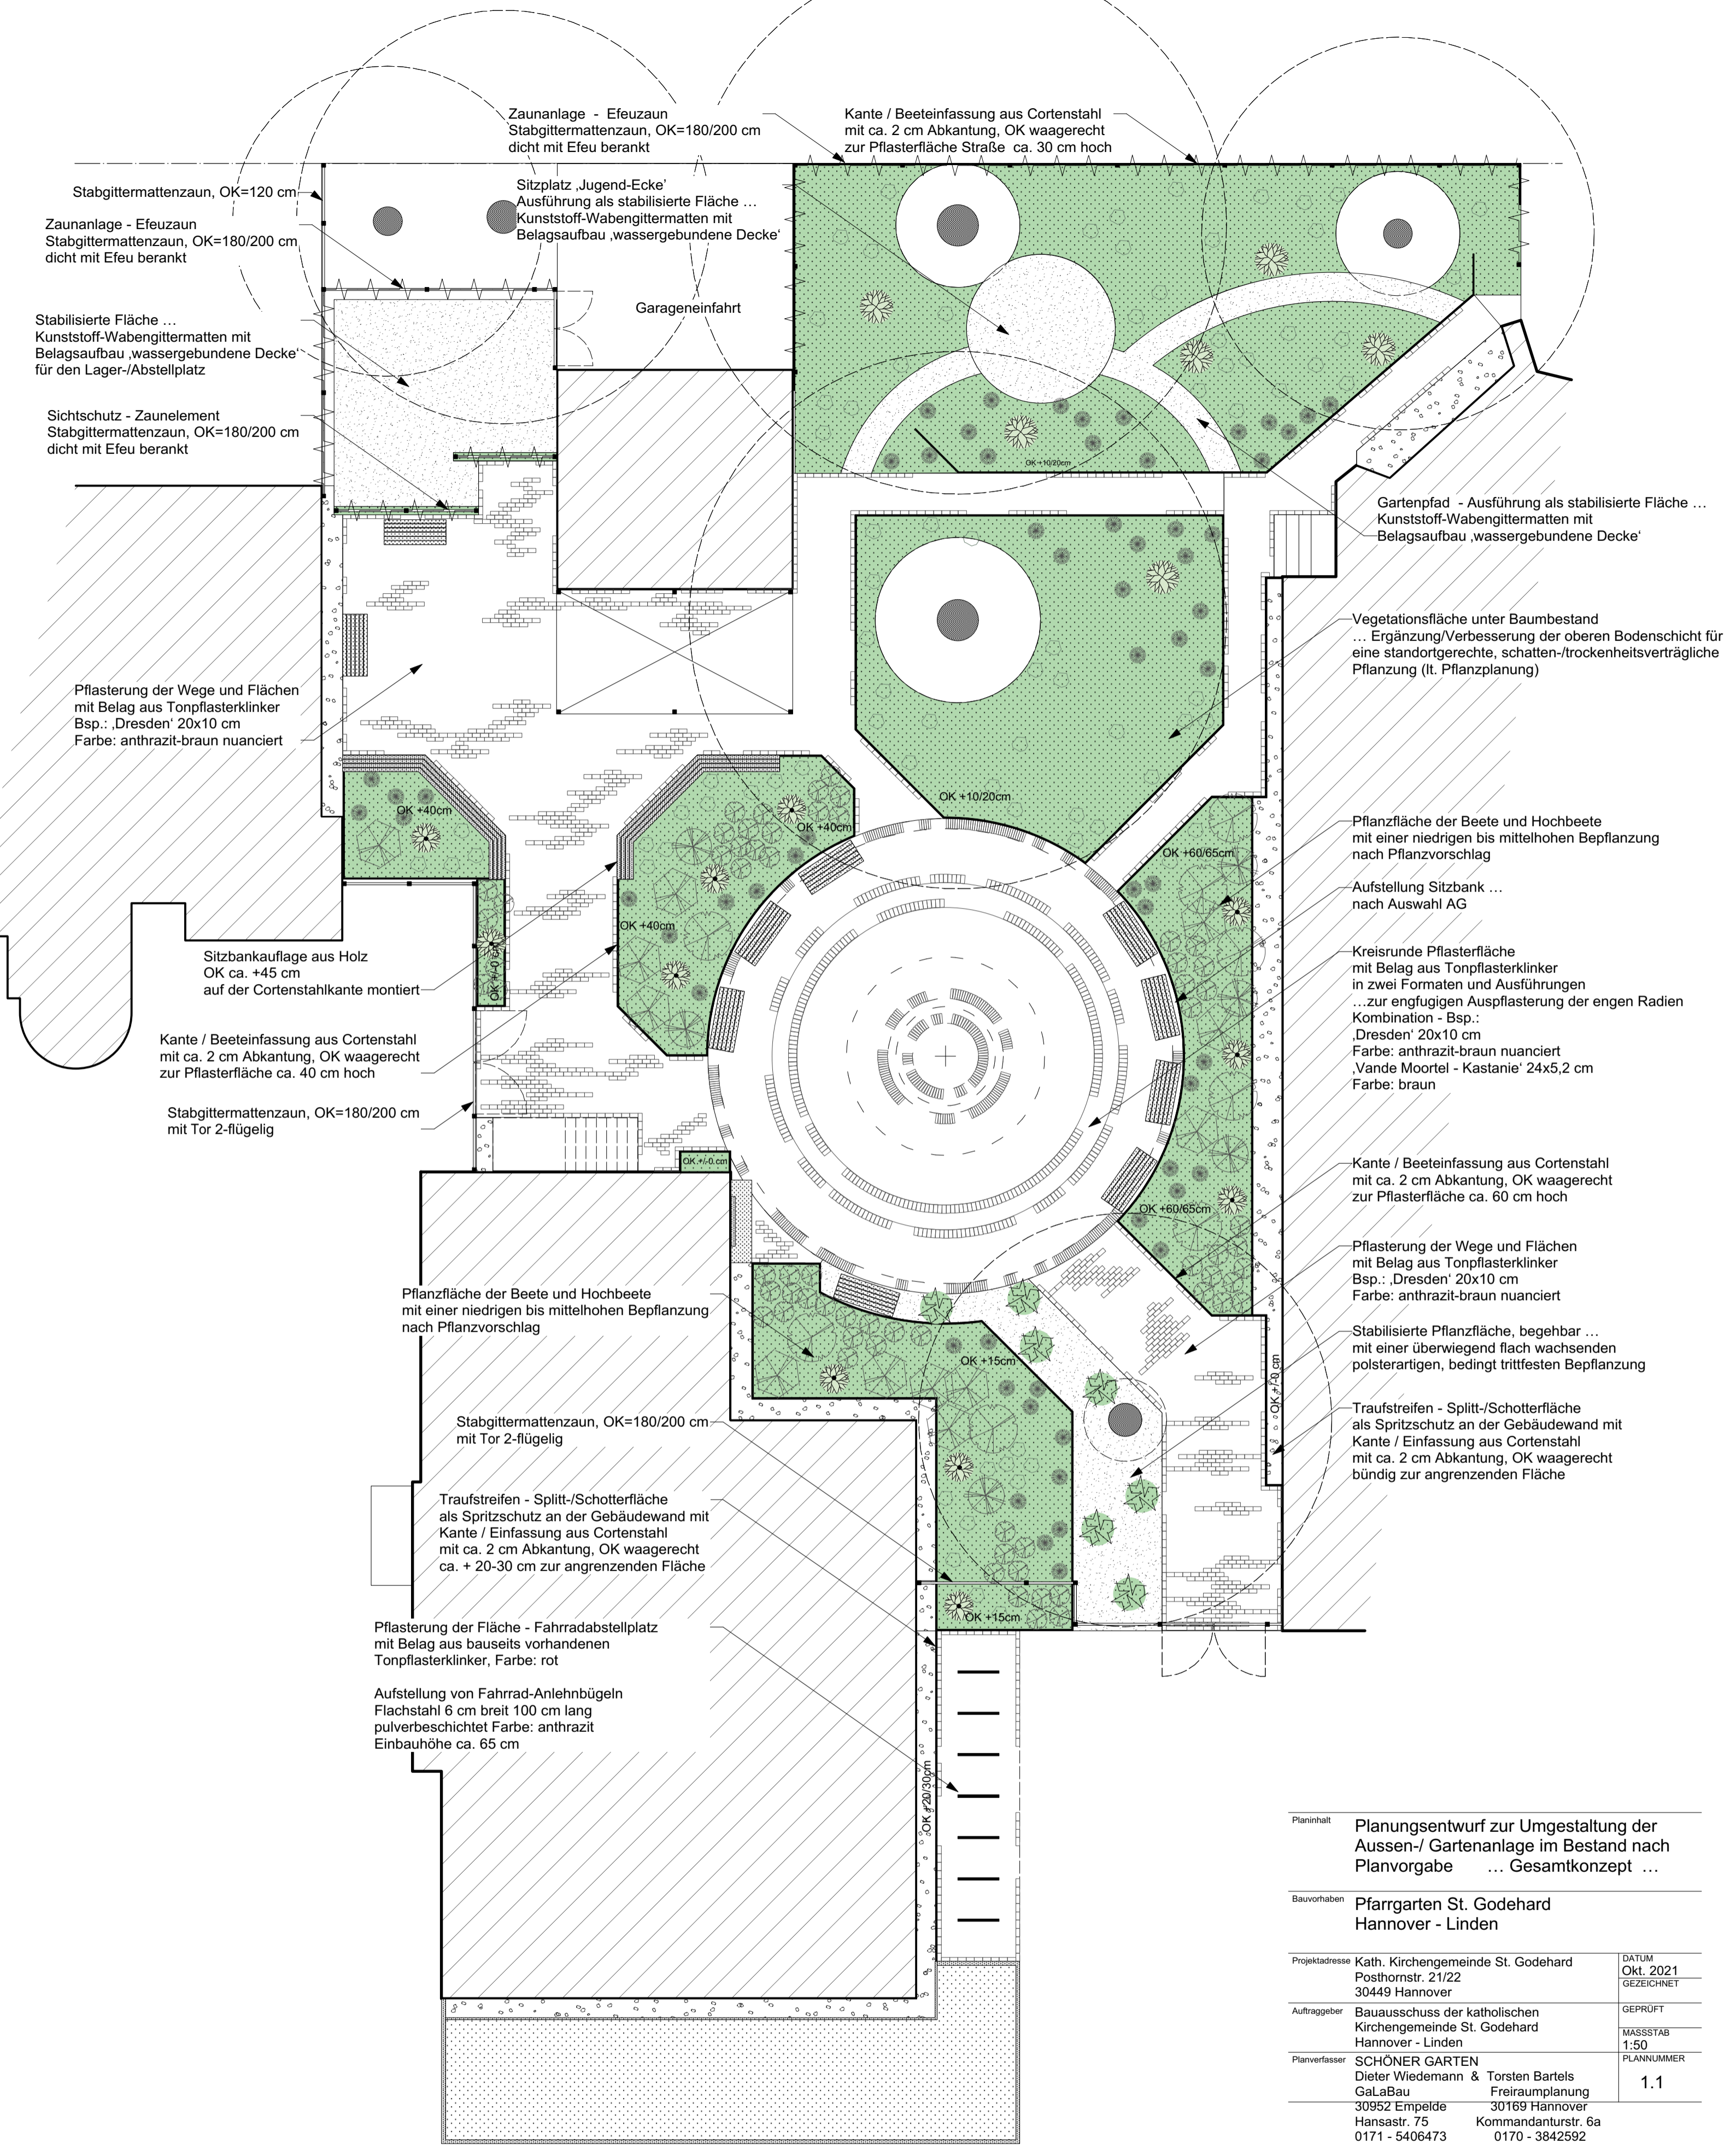 Zaunanlage - Efeuzaun
Stabgittermattenzaun, OK=180/200 cm
dicht mit Efeu berankt
Kante / Beeteinfassung aus Cortenstahl
mit ca. 2 cm Abkantung, OK waagerecht
zur Pflasterfläche Straße ca. 30 cm hoch
Stabgittermattenzaun, OK=120 cm
Zaunanlage - Efeuzaun
Stabgittermattenzaun, OK=180/200 cm
dicht mit Efeu berankt
Sitzplatz ‚Jugend-Ecke'
Ausführung als stabilisierte Fläche …
Kunststoff-Wabengittermatten mit
Belagsaufbau ‚wassergebundene Decke'
Garageneinfahrt
Stabilisierte Fläche …
Kunststoff-Wabengittermatten mit
Belagsaufbau ‚wassergebundene Decke'
für den Lager-/Abstellplatz
Sichtschutz - Zaunelement
Stabgittermattenzaun, OK=180/200 cm
dicht mit Efeu berankt
OK +10/20cm
Gartenpfad - Ausführung als stabilisierte Fläche …
Kunststoff-Wabengittermatten mit
Belagsaufbau ‚wassergebundene Decke'
Vegetationsfläche unter Baumbestand
… Ergänzung/Verbesserung der oberen Bodenschicht für
eine standortgerechte, schatten-/trockenheitsverträgliche
Pflanzung (lt. Pflanzplanung)
Pflasterung der Wege und Flächen
mit Belag aus Tonpflasterklinker
Bsp.: ‚Dresden' 20x10 cm
Farbe: anthrazit-braun nuanciert
OK +10/20cm
OK +40cm
OK +40cm
OK +40cm
OK +/-0 cm
OK +60/65cm
Pflanzfläche der Beete und Hochbeete
mit einer niedrigen bis mittelhohen Bepflanzung
nach Pflanzvorschlag
Aufstellung Sitzbank …
nach Auswahl AG
Sitzbankauflage aus Holz
OK ca. +45 cm
auf der Cortenstahlkante montiert
Kreisrunde Pflasterfläche
mit Belag aus Tonpflasterklinker
in zwei Formaten und Ausführungen
…zur engfugigen Auspflasterung der engen Radien
Kombination - Bsp.:
‚Dresden' 20x10 cm
Farbe: anthrazit-braun nuanciert
‚Vande Moortel - Kastanie' 24x5,2 cm
Farbe: braun
Kante / Beeteinfassung aus Cortenstahl
mit ca. 2 cm Abkantung, OK waagerecht
zur Pflasterfläche ca. 40 cm hoch
Stabgittermattenzaun, OK=180/200 cm
mit Tor 2-flügelig
OK +/-0 cm
OK +60/65cm
Kante / Beeteinfassung aus Cortenstahl
mit ca. 2 cm Abkantung, OK waagerecht
zur Pflasterfläche ca. 60 cm hoch
Pflasterung der Wege und Flächen
mit Belag aus Tonpflasterklinker
Bsp.: ‚Dresden' 20x10 cm
Farbe: anthrazit-braun nuanciert
Pflanzfläche der Beete und Hochbeete
mit einer niedrigen bis mittelhohen Bepflanzung
nach Pflanzvorschlag
OK +15cm
OK +/-0 cm
Stabilisierte Pflanzfläche, begehbar …
mit einer überwiegend flach wachsenden
polsterartigen, bedingt trittfesten Bepflanzung
Stabgittermattenzaun, OK=180/200 cm
mit Tor 2-flügelig
Traufstreifen - Splitt-/Schotterfläche
als Spritzschutz an der Gebäudewand mit
Kante / Einfassung aus Cortenstahl
mit ca. 2 cm Abkantung, OK waagerecht
bündig zur angrenzenden Fläche
Traufstreifen - Splitt-/Schotterfläche
als Spritzschutz an der Gebäudewand mit
Kante / Einfassung aus Cortenstahl
mit ca. 2 cm Abkantung, OK waagerecht
ca. + 20-30 cm zur angrenzenden Fläche
OK +15cm
Pflasterung der Fläche - Fahrradabstellplatz
mit Belag aus bauseits vorhandenen
Tonpflasterklinker, Farbe: rot
Aufstellung von Fahrrad-Anlehnbügeln
Flachstahl 6 cm breit 100 cm lang
pulverbeschichtet Farbe: anthrazit
Einbauhöhe ca. 65 cm
OK +20/30cm
Planinhalt
Planungsentwurf zur Umgestaltung der
Aussen-/ Gartenanlage im Bestand nach
Planvorgabe … Gesamtkonzept …
Bauvorhaben
Pfarrgarten St. Godehard
Hannover - Linden
Projektadresse
Kath. Kirchengemeinde St. Godehard
Posthornstr. 21/22
30449 Hannover
DATUM
Okt. 2021
GEZEICHNET
Auftraggeber
Bauausschuss der katholischen
Kirchengemeinde St. Godehard
Hannover - Linden
GEPRÜFT
MASSSTAB
1:50
Planverfasser
SCHÖNER GARTEN
Dieter Wiedemann & Torsten Bartels
GaLaBau Freiraumplanung
30952 Empelde 30169 Hannover
Hansastr. 75 Kommandanturstr. 6a
0171 - 5406473 0170 - 3842592
PLANNUMMER
1.1